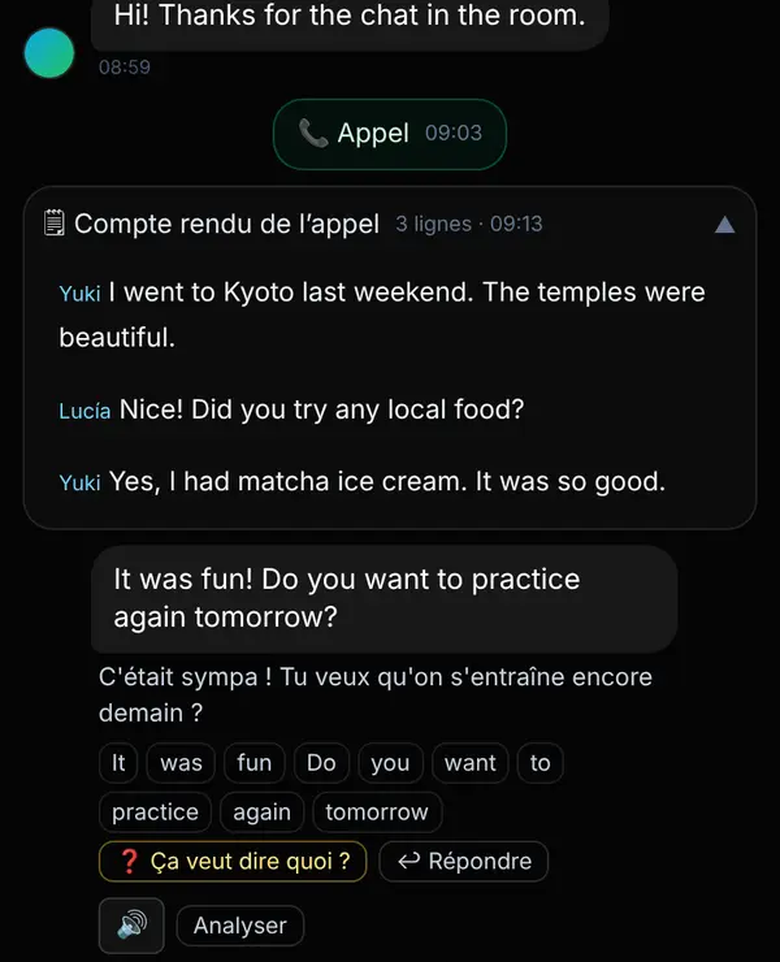 Hi! Thanks for the chat in the room.
08:59
Appel 09:03
Compte rendu de l’appel 3 lignes · 09:13
Yuki I went to Kyoto last weekend. The temples were
beautiful.
Lucía Nice! Did you try any local food?
Yuki Yes, I had matcha ice cream. It was so good.
It was fun! Do you want to practice
again tomorrow?
C'était sympa ! Tu veux qu'on s'entraîne encore
demain ?
It was fun Do you want to
practice again tomorrow
❓ Ça veut dire quoi ? ↩ Répondre
Analyser